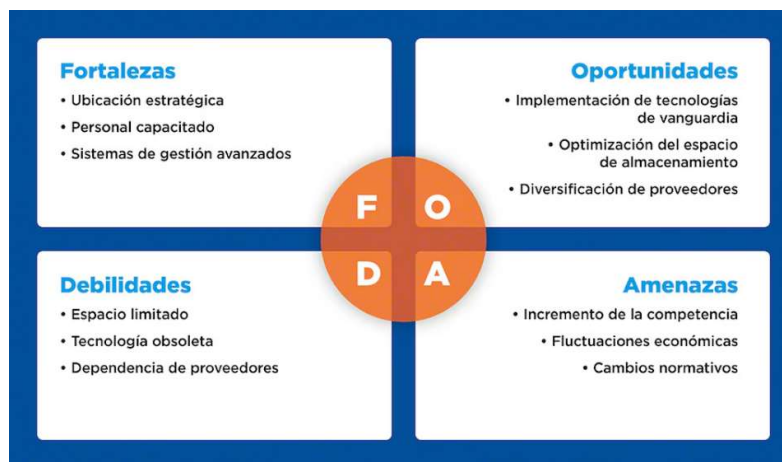 Fortalezas
• Ubicación estratégica
• Personal capacitado
• Sistemas de gestión avanzados
Oportunidades
• Implementación de tecnologías
de vanguardia
• Optimización del espacio
de almacenamiento
• Diversificación de proveedores
F O
D A
Debilidades
• Espacio limitado
• Tecnología obsoleta
• Dependencia de proveedores
Amenazas
• Incremento de la competencia
• Fluctuaciones económicas
• Cambios normativos